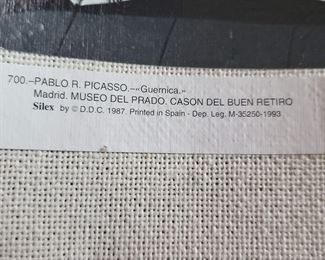 700.–PABLO R. PICASSO.–«Guernica.»
Madrid. MUSEO DEL PRADO. CASON DEL BUEN RETIRO
Silex by © D.D.C. 1987. Printed in Spain - Dep. Leg. M-35250-1993